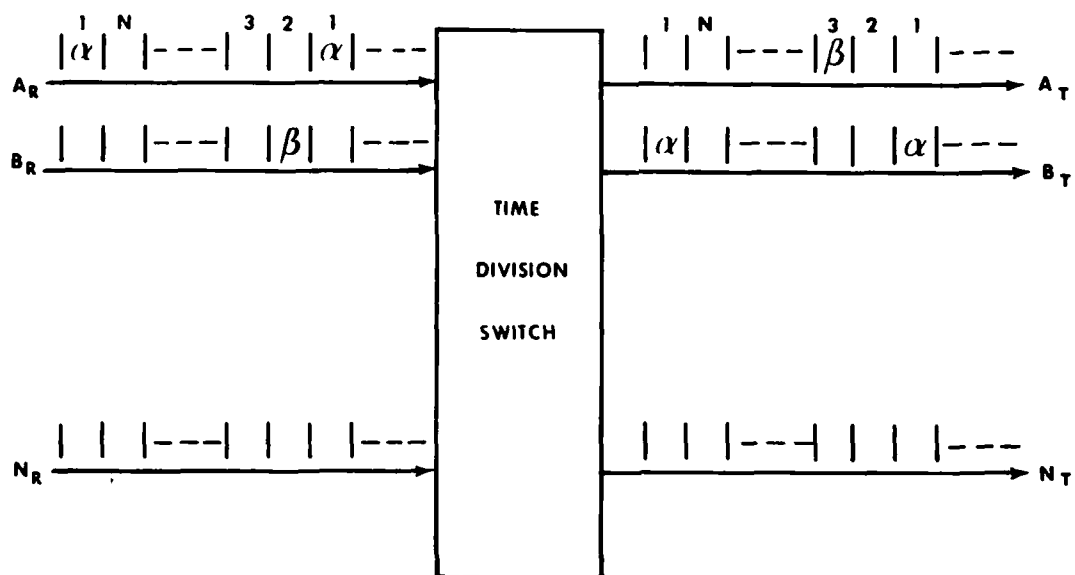 1 N 3 2 1
α α
A_R
β
B_R
N_R
TIME
DIVISION
SWITCH
1 N 3 2 1
β
A_T
α α
B_T
N_T